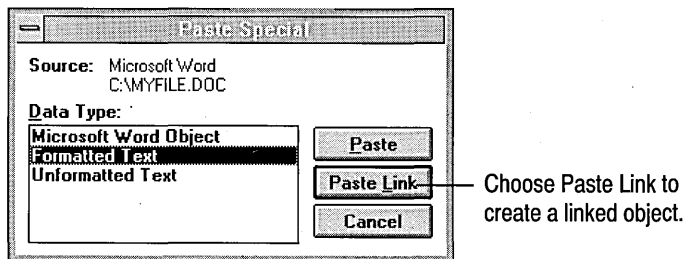 Paste Special
Source: Microsoft Word
C:\MYFILE.DOC
Data Type:
Microsoft Word Object
Formatted Text
Unformatted Text
Paste
Paste Link
Cancel
Choose Paste Link to
create a linked object.